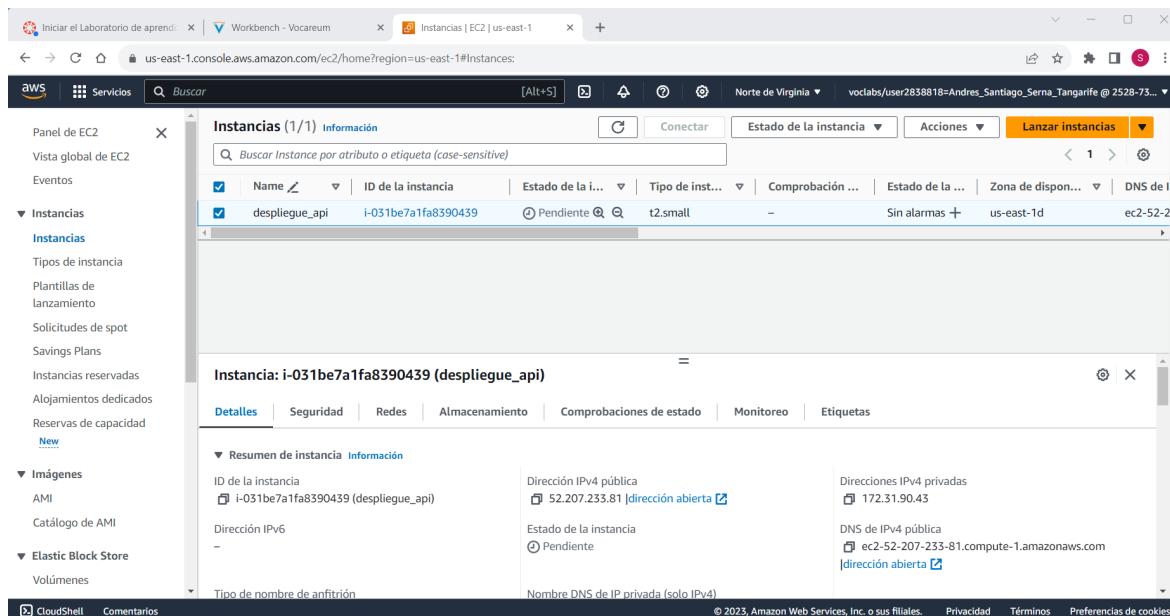 Iniciar el Laboratorio de aprendi
Workbench - Vocareum
Instancias | EC2 | us-east-1
us-east-1.console.aws.amazon.com/ec2/home?region=us-east-1#Instances:
S
aws
Servicios
Buscar
[Alt+S]
Norte de Virginia
voclabs/user2838818=Andres_Santiago_Serna_Tangarife @ 2528-73...
Panel de EC2
Vista global de EC2
Eventos
Instancias
Instancias
Tipos de instancia
Plantillas de
lanzamiento
Solicitudes de spot
Savings Plans
Instancias reservadas
Alojamientos dedicados
Reservas de capacidad
New
Imágenes
AMI
Catálogo de AMI
Elastic Block Store
Volúmenes
Instancias (1/1) Información
Conectar
Estado de la instancia
Acciones
Lanzar instancias
Buscar Instance por atributo o etiqueta (case-sensitive)
1
Name ID de la instancia Estado de la i... Tipo de inst... Comprobación ... Estado de la ... Zona de dispon... DNS de I
despliegue_api i-031be7a1fa8390439 Pendiente t2.small – Sin alarmas us-east-1d ec2-52-2
Instancia: i-031be7a1fa8390439 (despliegue_api)
Detalles Seguridad Redes Almacenamiento Comprobaciones de estado Monitoreo Etiquetas
Resumen de instancia Información
ID de la instancia
i-031be7a1fa8390439 (despliegue_api)
Dirección IPv4 pública
52.207.233.81 |dirección abierta
Direcciones IPv4 privadas
172.31.90.43
Dirección IPv6
–
Estado de la instancia
Pendiente
DNS de IPv4 pública
ec2-52-207-233-81.compute-1.amazonaws.com
|dirección abierta
Tipo de nombre de anfitrión
Nombre DNS de IP privada (solo IPv4)
CloudShell Comentarios
© 2023, Amazon Web Services, Inc. o sus filiales. Privacidad Términos Preferencias de cookies